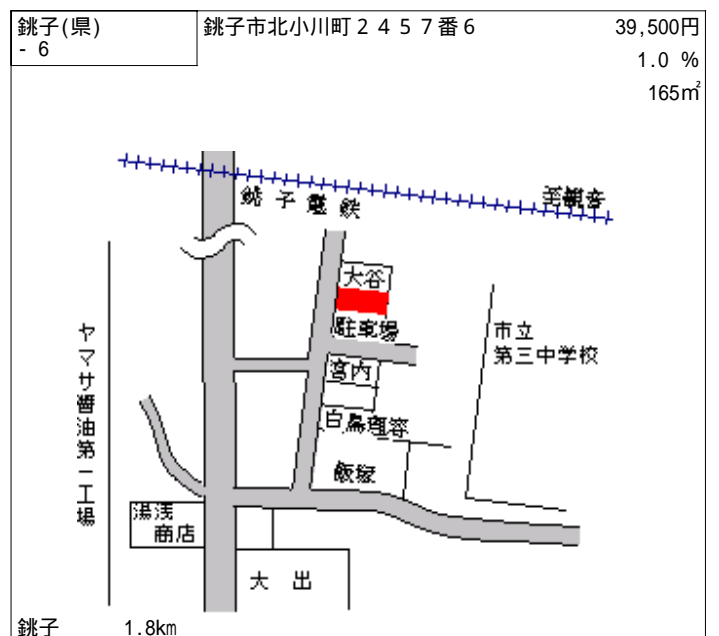 銚子(県)
- 6
銚子市北小川町２４５７番６
39,500円
1.0 %
165㎡
銚子電鉄
至観音
大谷
駐車場
宮内
白鳥理容
飯塚
市立
第三中学校
ヤマサ醤油第一工場
湯浅
商店
大出
銚子 1.8km